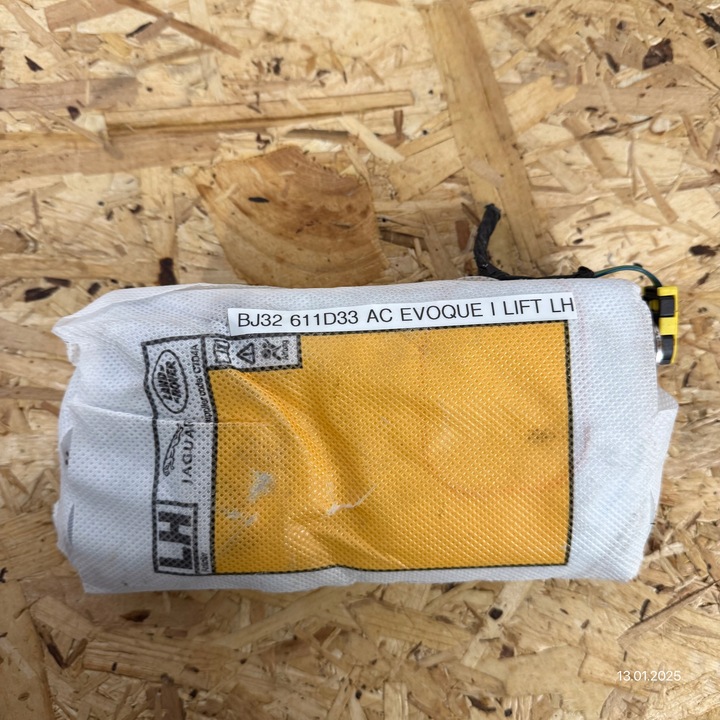 BJ32 611D33 AC EVOQUE I LIFT LH
LAND-
ROVER
JAGUAR
LH
13.01.2025